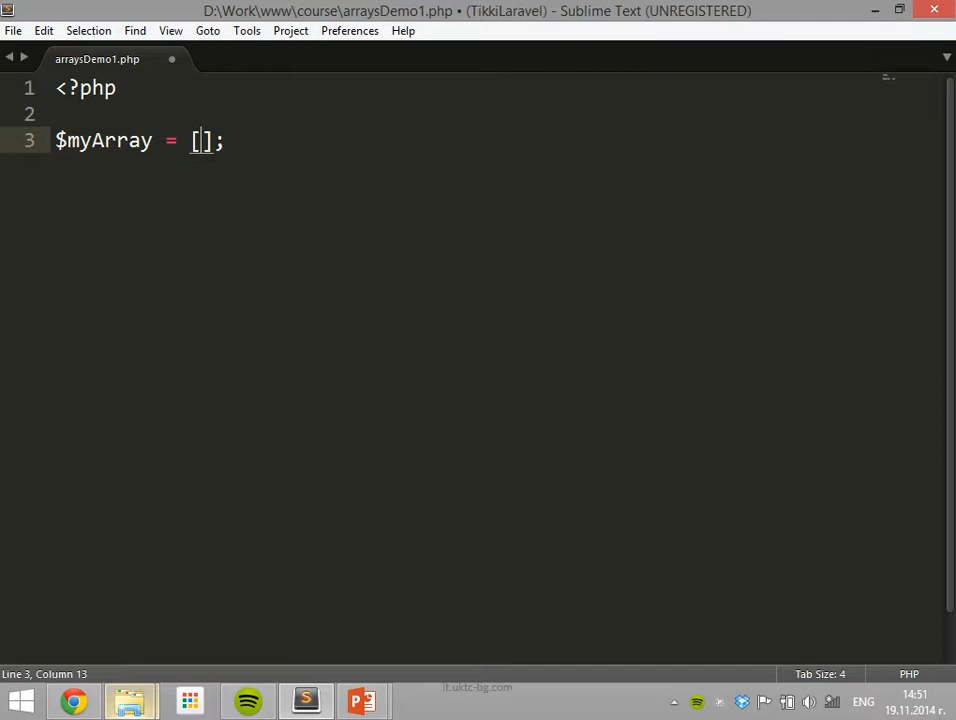 D:\Work\www\course\arraysDemo1.php • (TikkiLaravel) - Sublime Text (UNREGISTERED)
File Edit Selection Find View Goto Tools Project Preferences Help
arraysDemo1.php
1 <?php
2
3 $myArray = [];
Line 3, Column 13
Tab Size: 4
PHP
it.uktc-bg.com
ENG
14:51
19.11.2014 г.